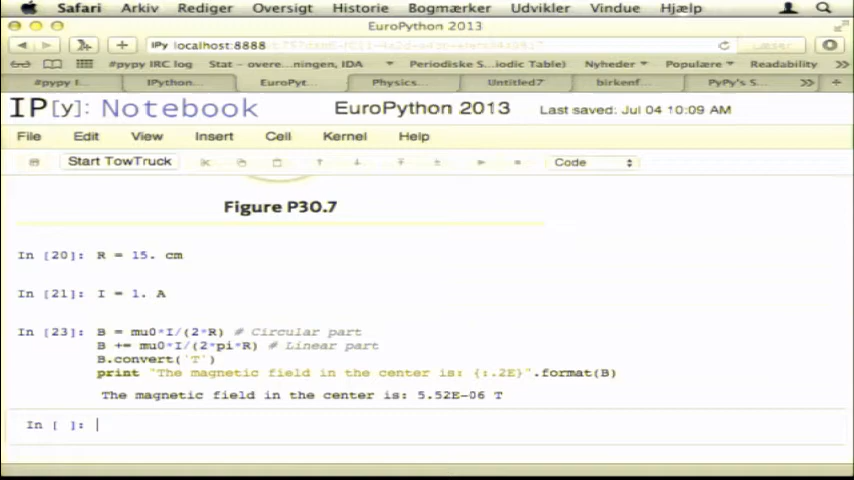 Safari Arkiv Rediger Oversigt Historie Bogmærker Udvikler Vindue Hjælp
EuroPython 2013
IPy localhost:8888
#pypy IRC log Stat – overe...ningen, IDA Periodiske S...iodic Table) Nyheder Populære Readability
#pypy I... IPython... EuroPyt... Physics... Untitled7 birkenf... PyPy's S...
IP[y]: Notebook EuroPython 2013 Last saved: Jul 04 10:09 AM
File Edit View Insert Cell Kernel Help
Start TowTruck Code
Figure P30.7
In [20]: R = 15. cm
In [21]: I = 1. A
In [23]: B = mu0*I/(2*R) # Circular part
B += mu0*I/(2*pi*R) # Linear part
B.convert('T')
print "The magnetic field in the center is: {:.2E}".format(B)
The magnetic field in the center is: 5.52E-06 T
In [ ]: